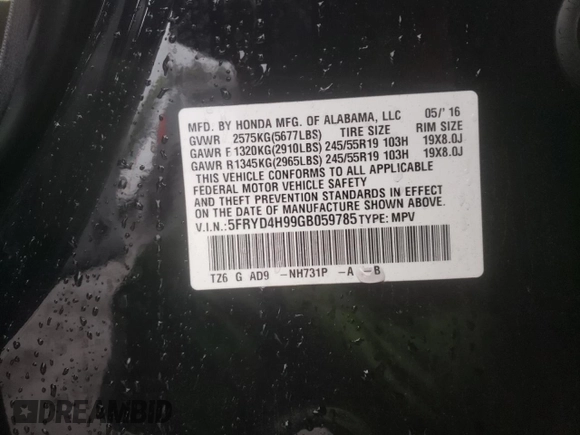 MFD. BY HONDA MFG. OF ALABAMA, LLC 05/'16
GVWR 2575KG(5677LBS) TIRE SIZE RIM SIZE
GAWR F 1320KG(2910LBS) 245/55R19 103H 19X8.0J
GAWR R1345KG(2965LBS) 245/55R19 103H 19X8.0J
THIS VEHICLE CONFORMS TO ALL APPLICABLE
FEDERAL MOTOR VEHICLE SAFETY
AND THEFT PREVENTION STANDARDS IN EFFECT
ON THE DATE OF MANUFACTURE SHOWN ABOVE.
V.I.N.:5FRYD4H99GB059785 TYPE: MPV
TZ6 G AD9 -NH731P -A -B
DREAMBID